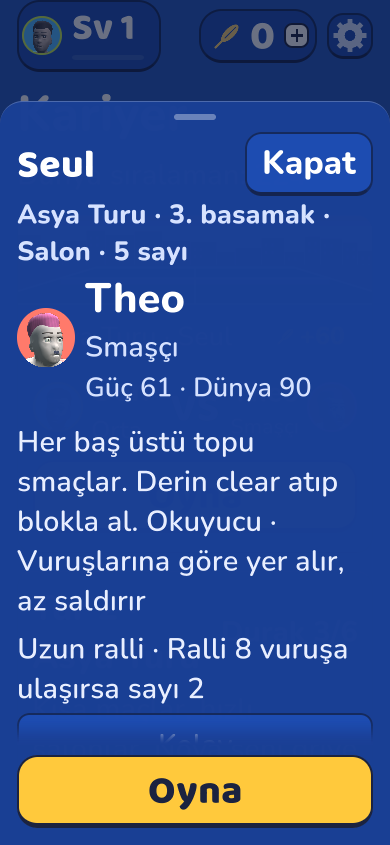 Sv 1
0
Kariyer
Seul
Kapat
Asya Turu · 3. basamak ·
Salon · 5 sayı
Theo
Smaşçı
Güç 61 · Dünya 90
Her baş üstü topu
smaçlar. Derin clear atıp
blokla al. Okuyucu ·
Vuruşlarına göre yer alır,
az saldırır
Uzun ralli · Ralli 8 vuruşa
ulaşırsa sayı 2
Oyna